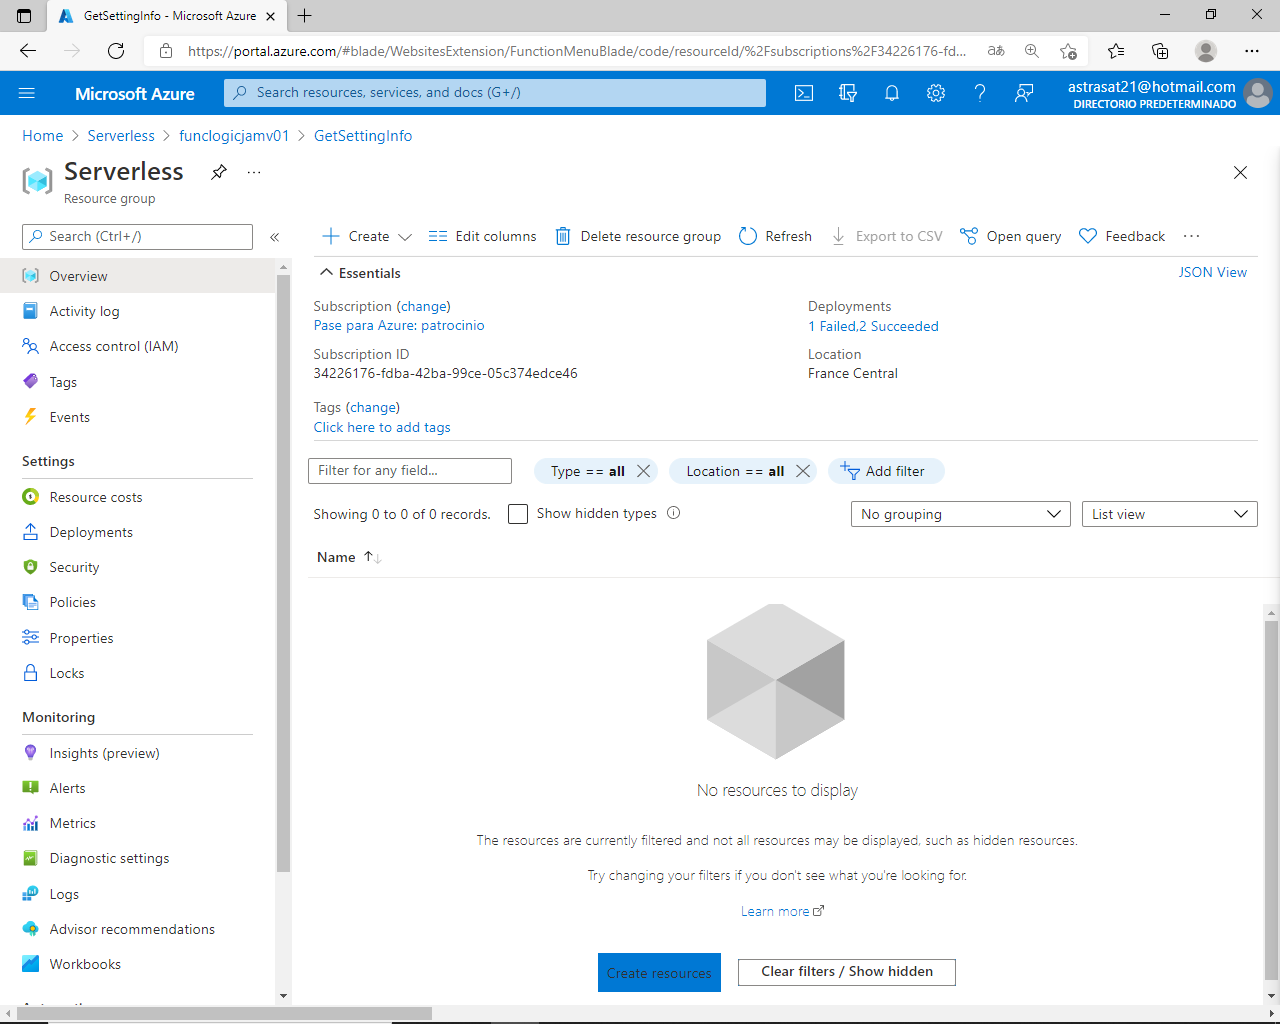 GetSettingInfo - Microsoft Azure
https://portal.azure.com/#blade/WebsitesExtension/FunctionMenuBlade/code/resourceId/%2Fsubscriptions%2F34226176-fd...
Microsoft Azure
Search resources, services, and docs (G+/)
astrasat21@hotmail.com
DIRECTORIO PREDETERMINADO
Home > Serverless > funclogicjamv01 > GetSettingInfo
Serverless
Resource group
Search (Ctrl+/)
Overview
Activity log
Access control (IAM)
Tags
Events
Settings
Resource costs
Deployments
Security
Policies
Properties
Locks
Monitoring
Insights (preview)
Alerts
Metrics
Diagnostic settings
Logs
Advisor recommendations
Workbooks
Create Edit columns Delete resource group Refresh Export to CSV Open query Feedback ...
Essentials
JSON View
Subscription (change)
Pase para Azure: patrocinio
Subscription ID
34226176-fdba-42ba-99ce-05c374edce46
Tags (change)
Click here to add tags
Deployments
1 Failed,2 Succeeded
Location
France Central
Filter for any field... Type == all Location == all Add filter
Showing 0 to 0 of 0 records. Show hidden types No grouping List view
Name
No resources to display
The resources are currently filtered and not all resources may be displayed, such as hidden resources.
Try changing your filters if you don't see what you're looking for.
Learn more
Create resources Clear filters / Show hidden